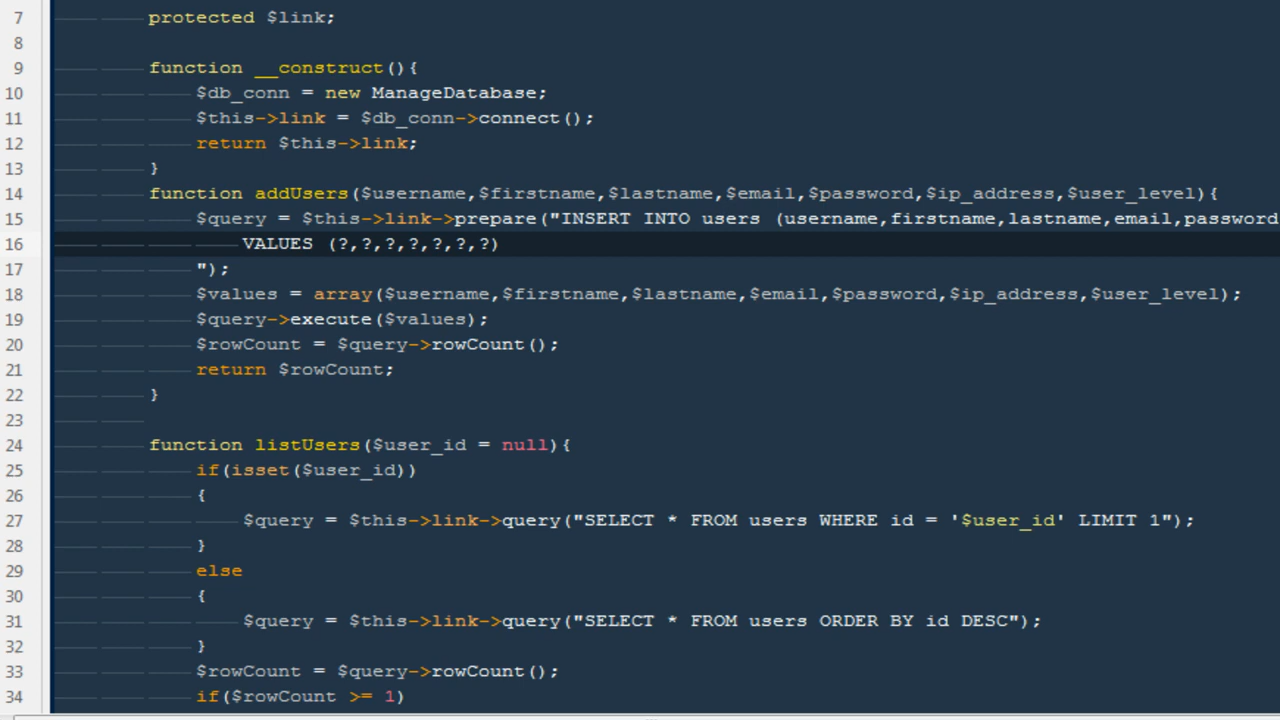 7 protected $link;
8
9 function __construct(){
10 $db_conn = new ManageDatabase;
11 $this->link = $db_conn->connect();
12 return $this->link;
13 }
14 function addUsers($username,$firstname,$lastname,$email,$password,$ip_address,$user_level){
15 $query = $this->link->prepare("INSERT INTO users (username,firstname,lastname,email,password
16 VALUES (?,?,?,?,?,?,?)
17 ");
18 $values = array($username,$firstname,$lastname,$email,$password,$ip_address,$user_level);
19 $query->execute($values);
20 $rowCount = $query->rowCount();
21 return $rowCount;
22 }
23
24 function listUsers($user_id = null){
25 if(isset($user_id))
26 {
27 $query = $this->link->query("SELECT * FROM users WHERE id = '$user_id' LIMIT 1");
28 }
29 else
30 {
31 $query = $this->link->query("SELECT * FROM users ORDER BY id DESC");
32 }
33 $rowCount = $query->rowCount();
34 if($rowCount >= 1)